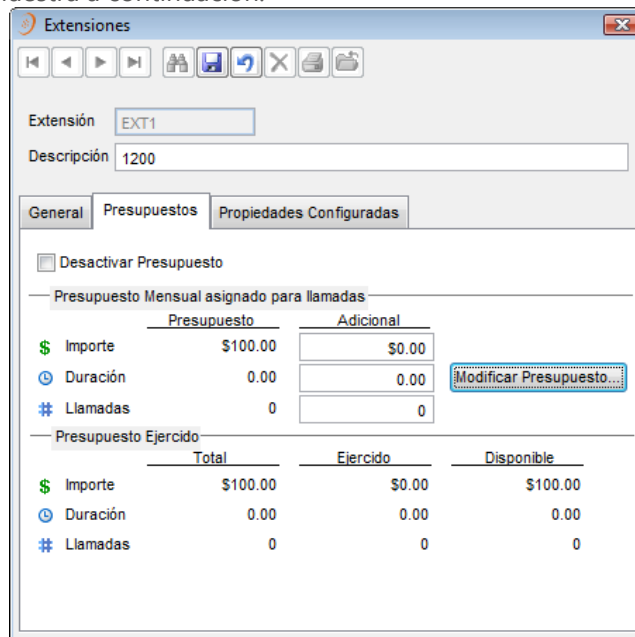 nuestra a continuación.
Extensiones
Extensión EXT1
Descripción 1200
General Presupuestos Propiedades Configuradas
Desactivar Presupuesto
Presupuesto Mensual asignado para llamadas
Presupuesto Adicional
$ Importe $100.00 $0.00
Duración 0.00 0.00 Modificar Presupuesto...
# Llamadas 0 0
Presupuesto Ejercido
Total Ejercido Disponible
$ Importe $100.00 $0.00 $100.00
Duración 0.00 0.00 0.00
# Llamadas 0 0 0